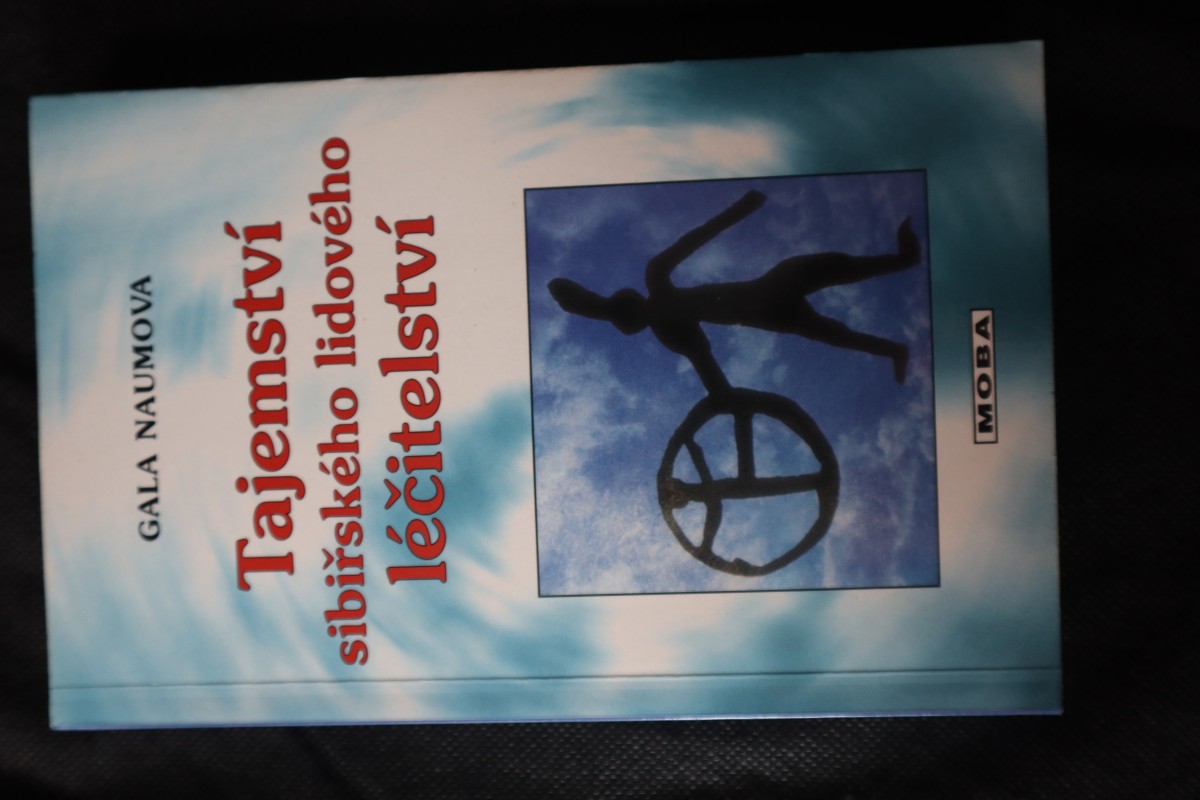 GALA NAUMOVA
Tajemství
sibiřského lidového
léčitelství
MOBA